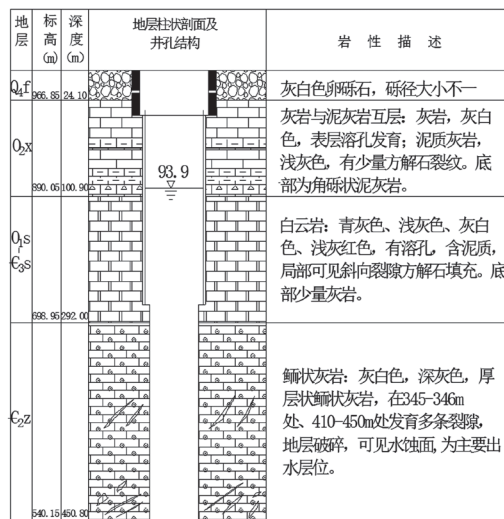 地层
标高(m)
深度(m)
地层柱状剖面及
井孔结构
岩 性 描 述
Q4f
966.85
24.10
灰白色卵砾石，砾径大小不一
O2X
890.05
100.90
93.9
灰岩与泥灰岩互层：灰岩，灰白
色，表层溶孔发育；泥质灰岩，
浅灰色，有少量方解石裂纹。底
部为角砾状泥灰岩。
O1s-Є3s
698.95
292.00
白云岩：青灰色、浅灰色、灰白
色、浅灰红色，有溶孔，含泥质，
局部可见斜向裂隙方解石填充。底
部少量灰岩。
Є2Z
540.15
450.80
鲕状灰岩：灰白色，深灰色，厚
层状鲕状灰岩，在345-346m
处、410-450m处发育多条裂隙，
地层破碎，可见水蚀面，为主要出
水层位。